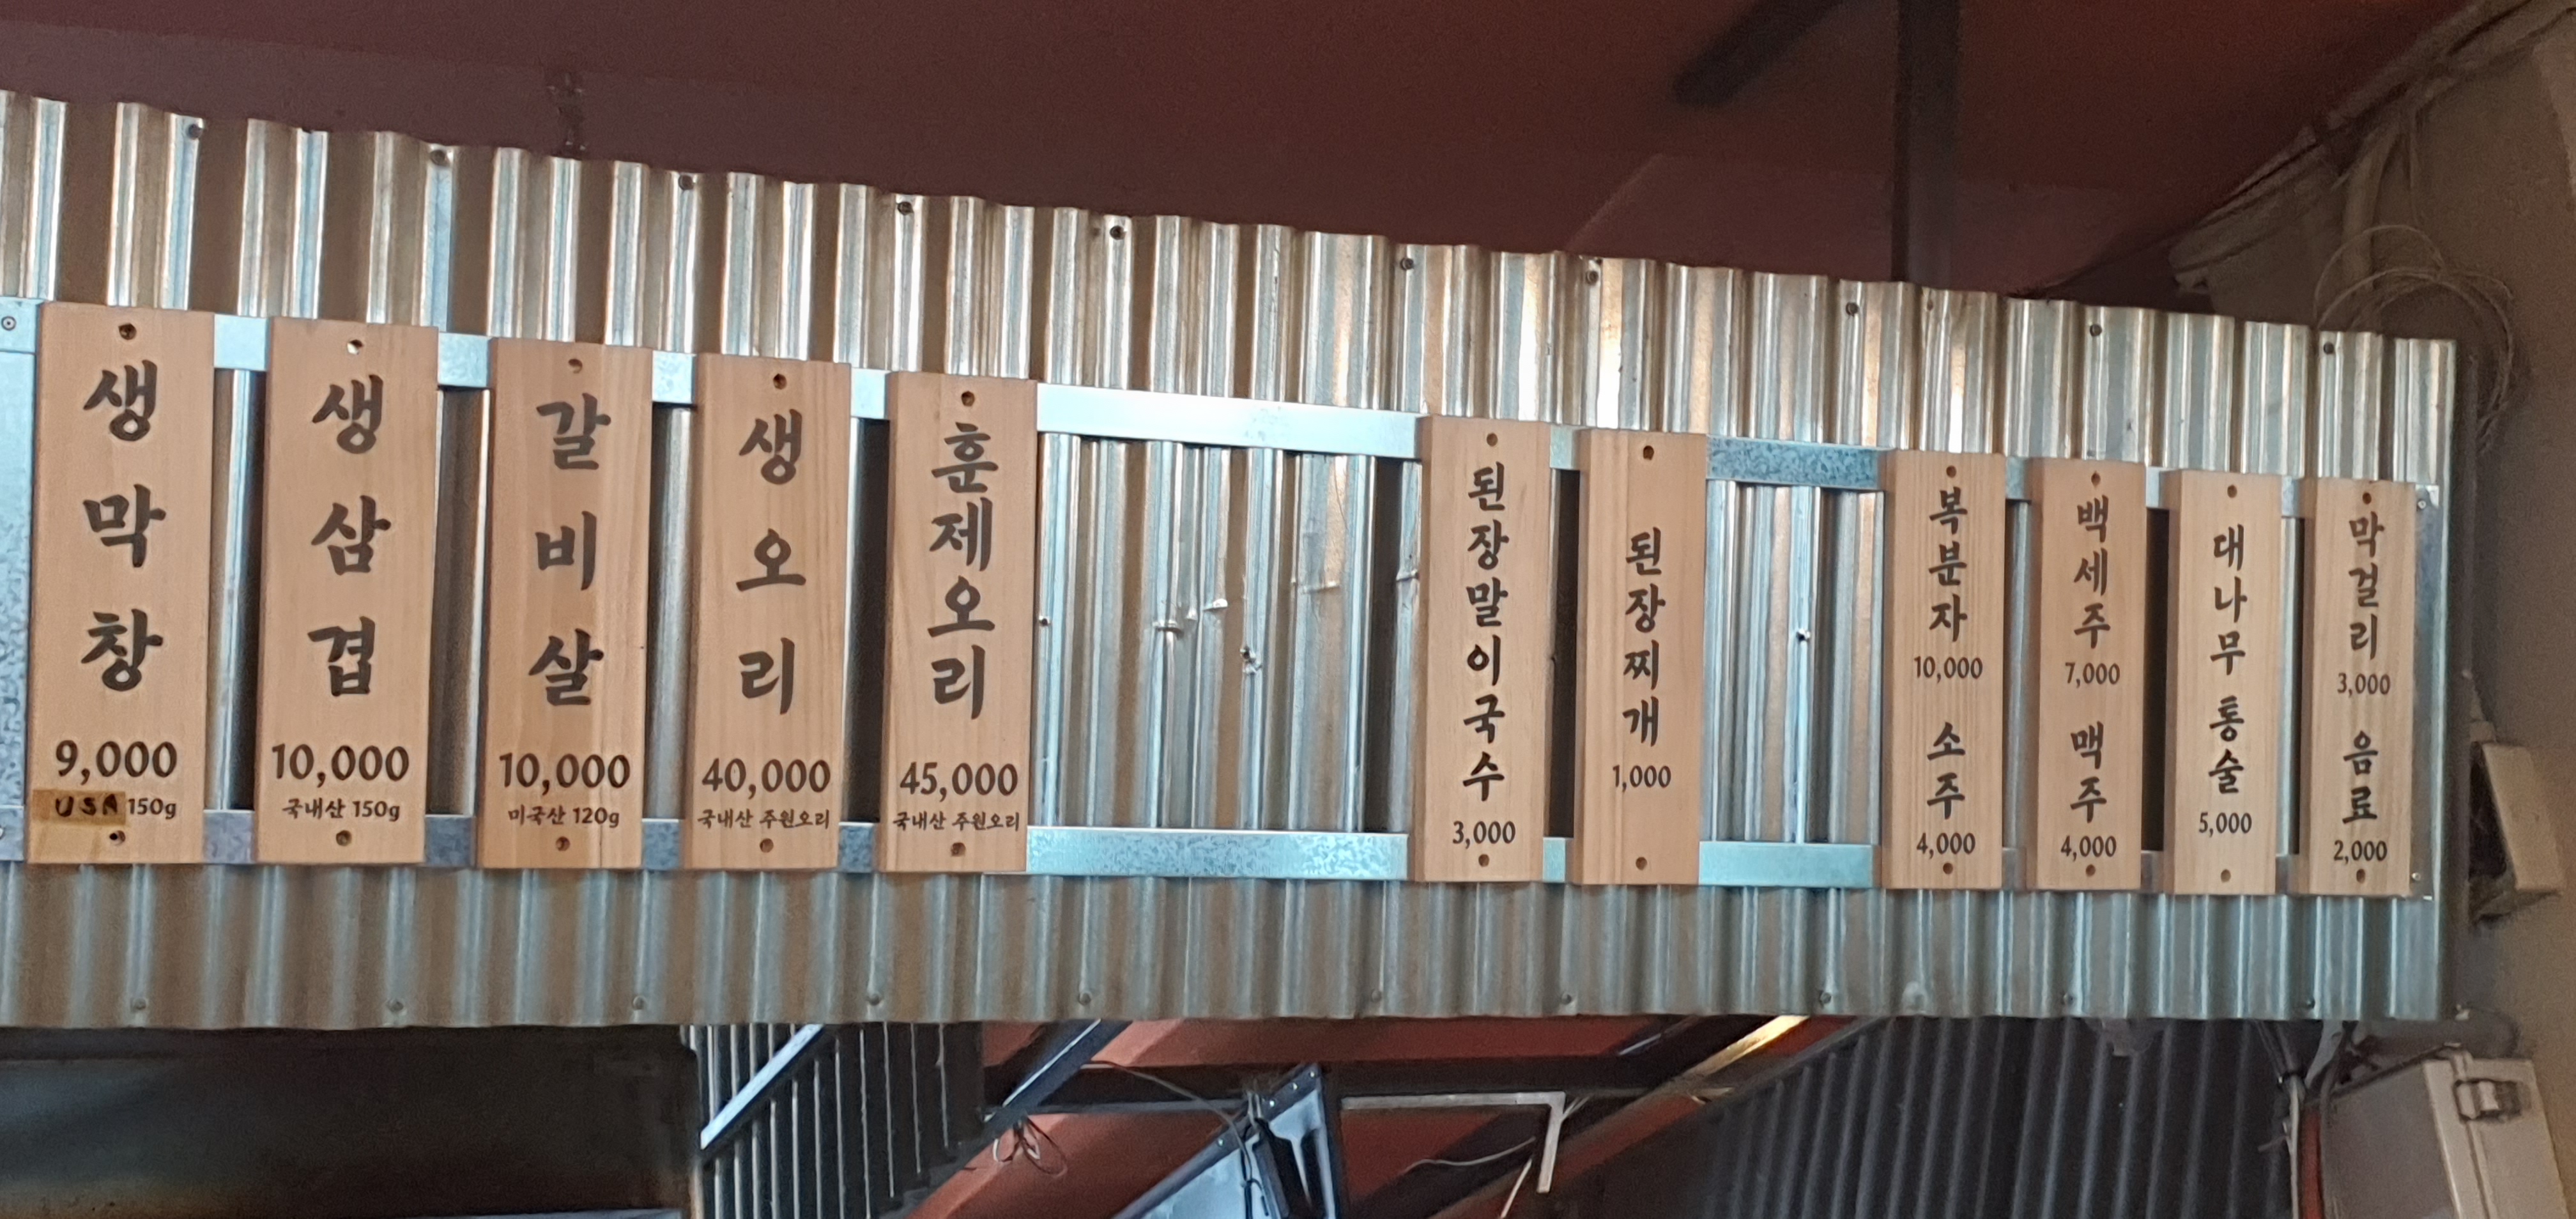 생막창
9,000
USA 150g
생삼겹
10,000
국내산 150g
갈비살
10,000
미국산 120g
생오리
40,000
국내산 주원오리
훈제오리
45,000
국내산 주원오리
된장말이국수
3,000
된장찌개
1,000
복분자
10,000
소주
4,000
백세주
7,000
맥주
4,000
대나무 통술
5,000
막걸리
3,000
음료
2,000